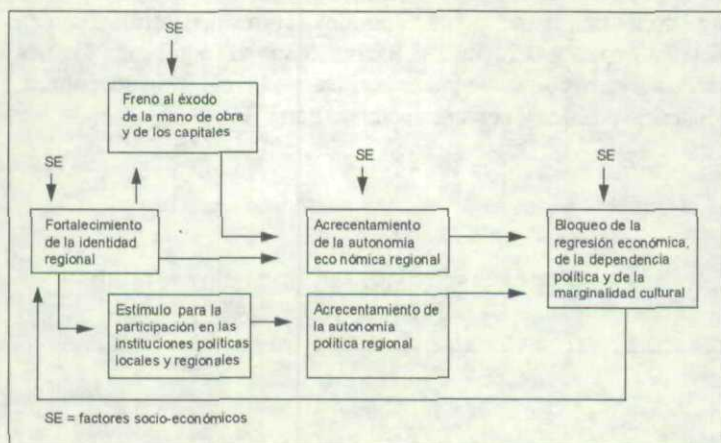 SE
Freno al éxodo
de la mano de obra
y de los capitales
SE
Fortalecimiento
de la identidad
regional
SE
Acrecentamiento
de la autonomía
eco nómica regional
SE
Bloqueo de la
regresión económica,
de la dependencia
política y de la
marginalidad cultural
Estímulo para la
participación en las
instituciones políticas
locales y regionales
Acrecentamiento de
la autonomía
política regional
SE = factores socio-económicos